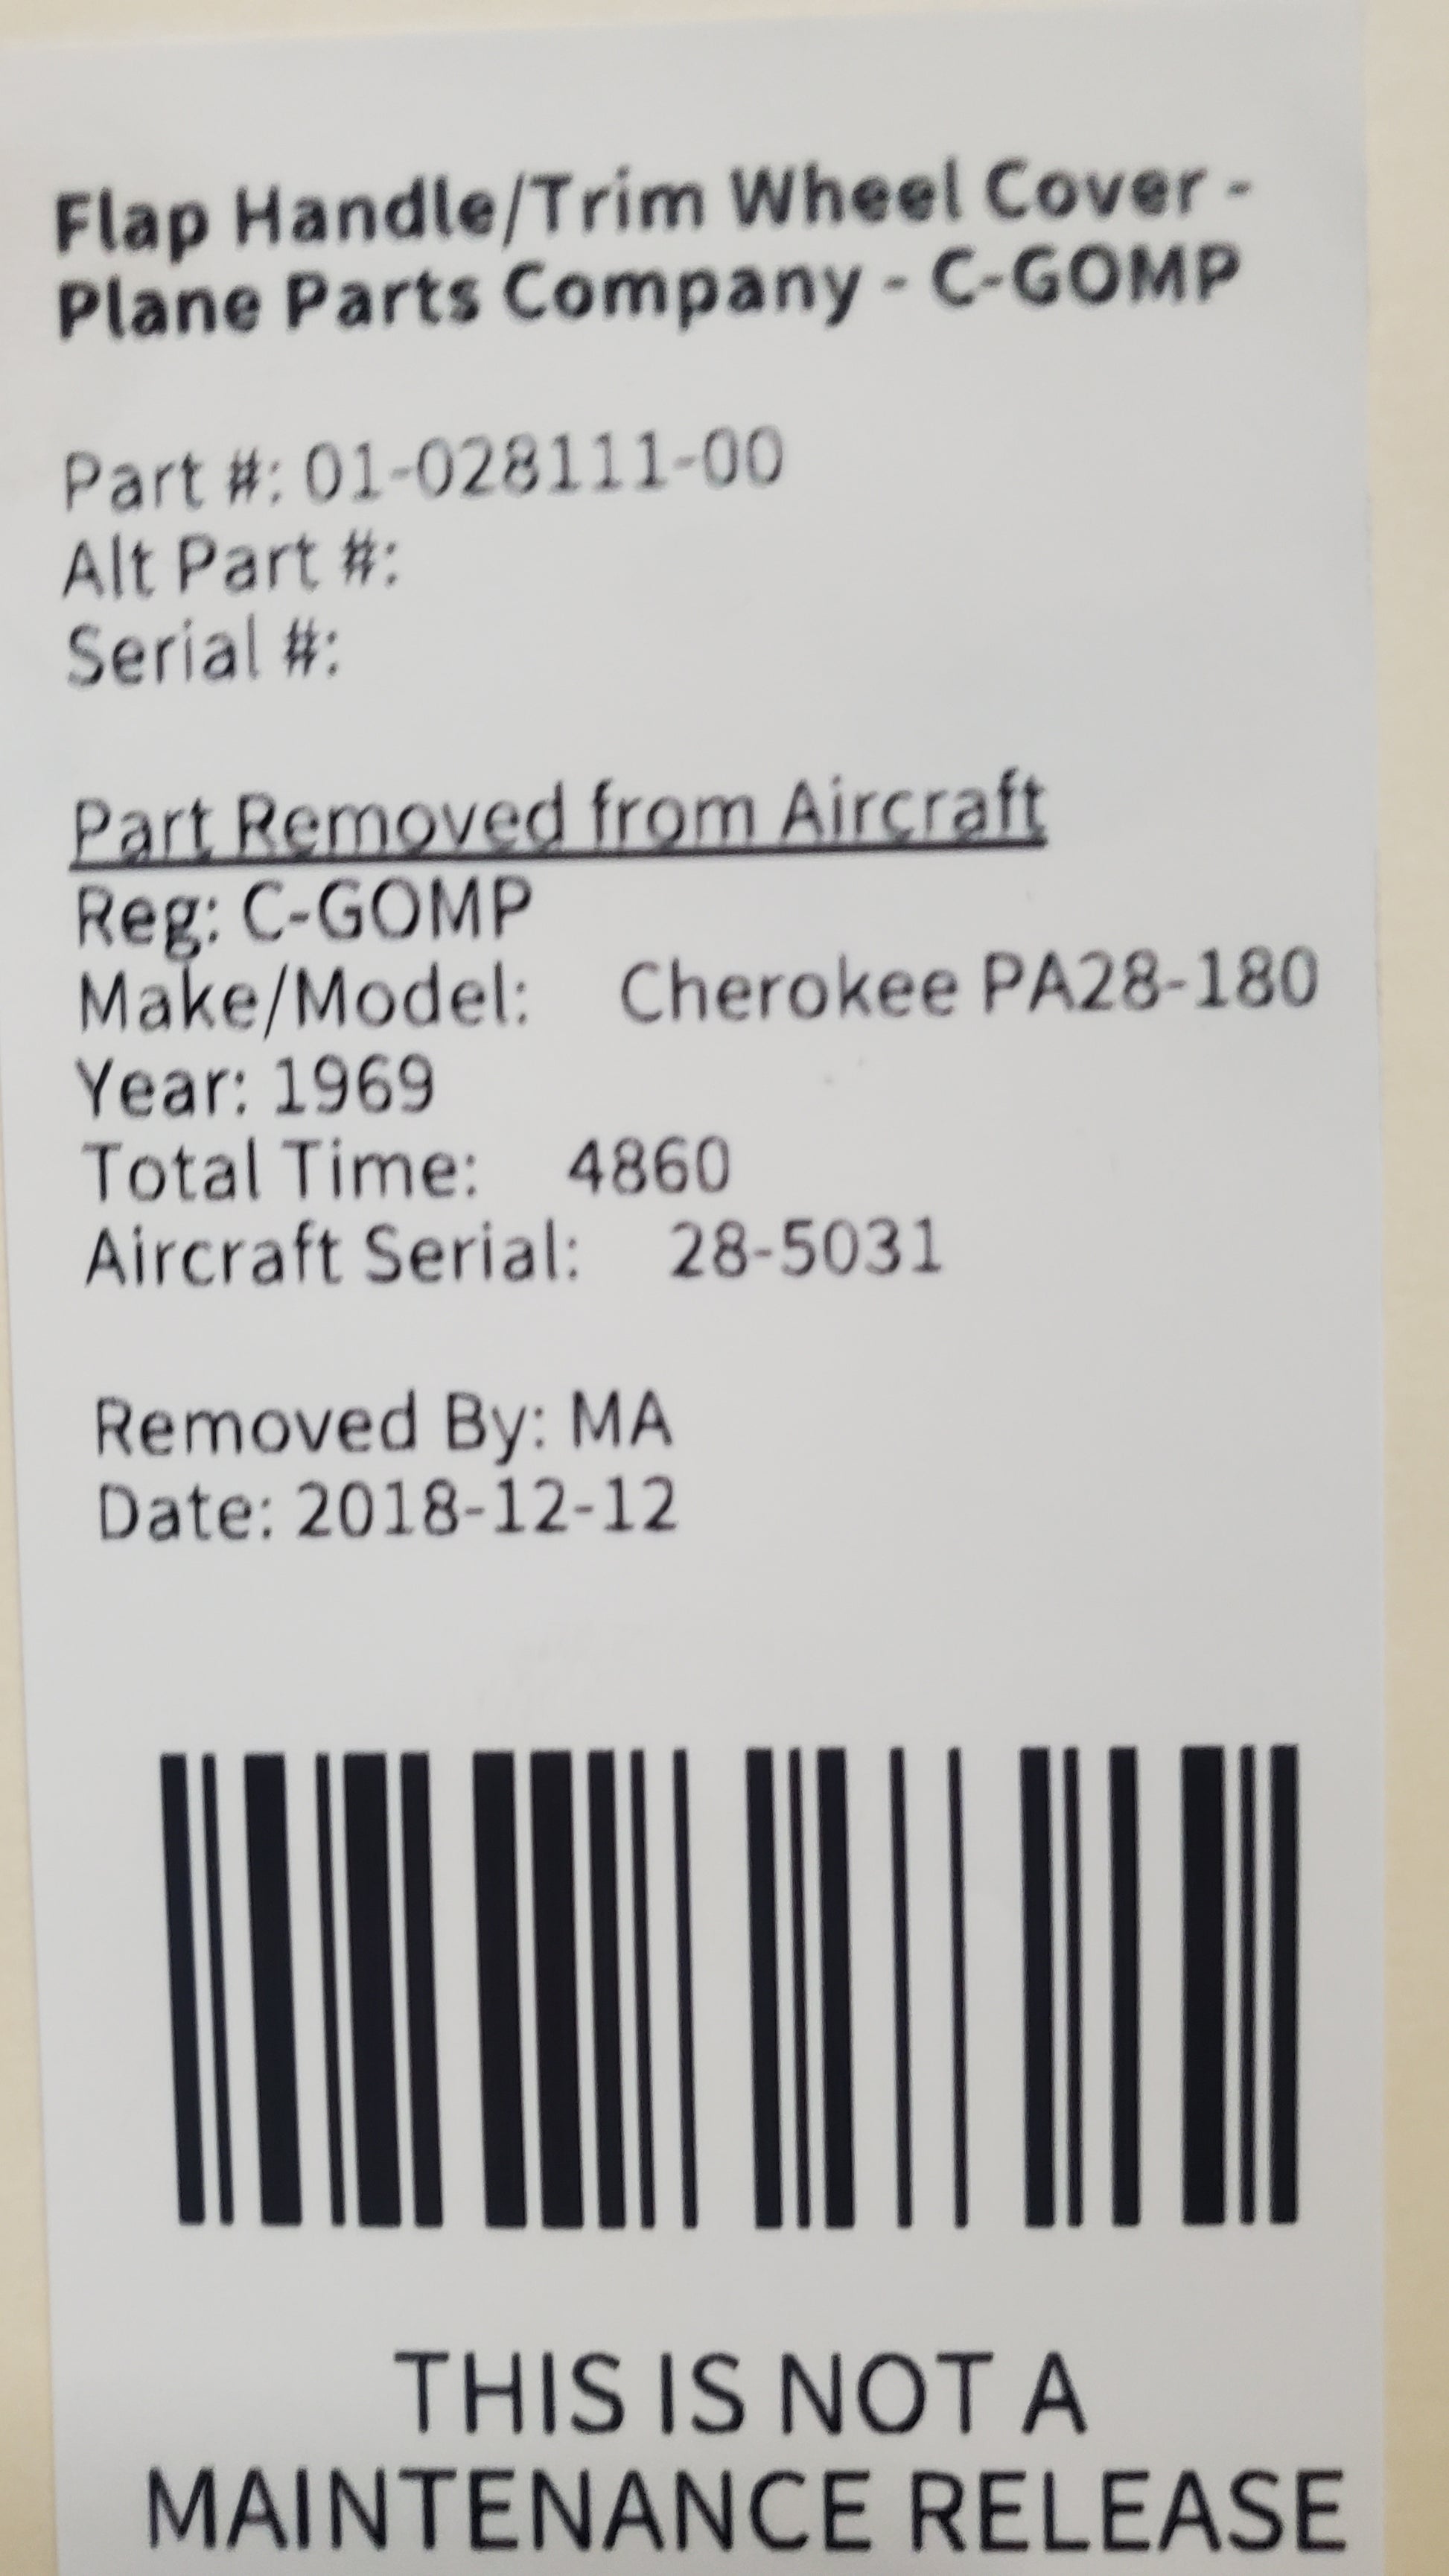 Flap Handle/Trim Wheel Cover -
Plane Parts Company - C-GOMP
Part #: 01-028111-00
Alt Part #:
Serial #:
Part Removed from Aircraft
Reg: C-GOMP
Make/Model: Cherokee PA28-180
Year: 1969
Total Time: 4860
Aircraft Serial: 28-5031
Removed By: MA
Date: 2018-12-12
THIS IS NOT A
MAINTENANCE RELEASE